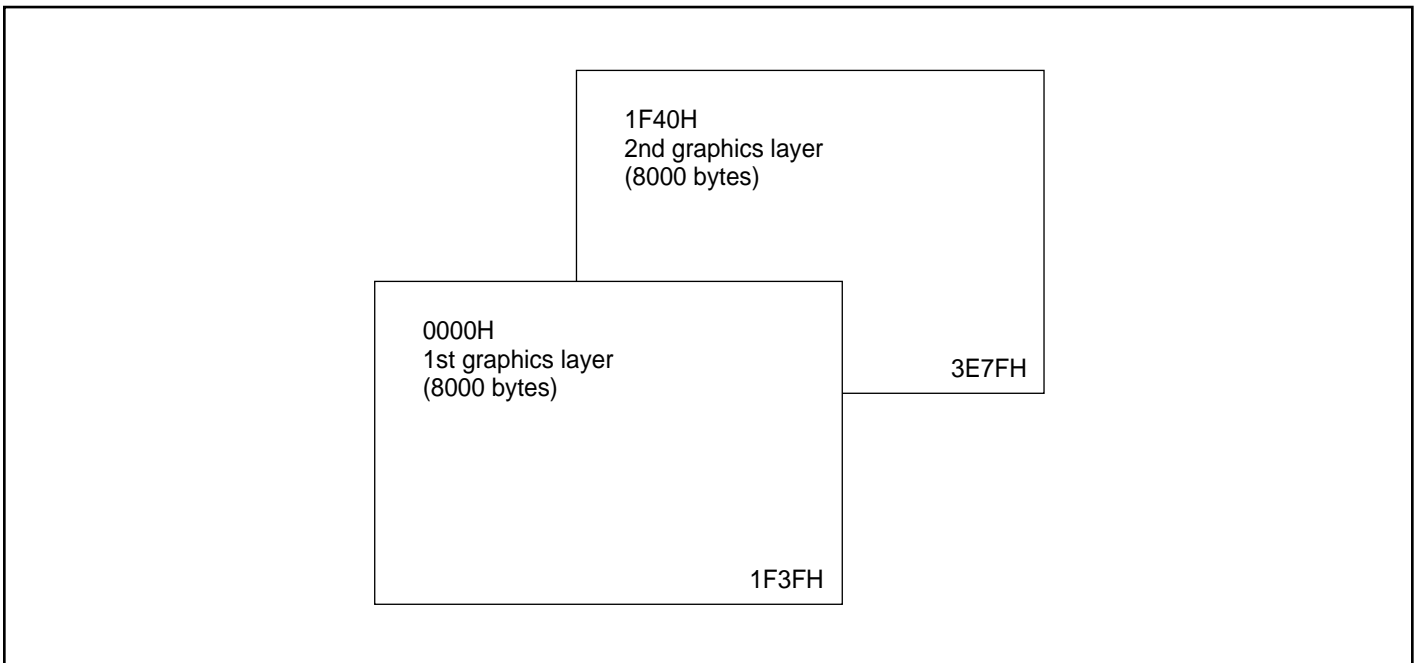 1F40H
2nd graphics layer
(8000 bytes)
3E7FH
0000H
1st graphics layer
(8000 bytes)
1F3FH